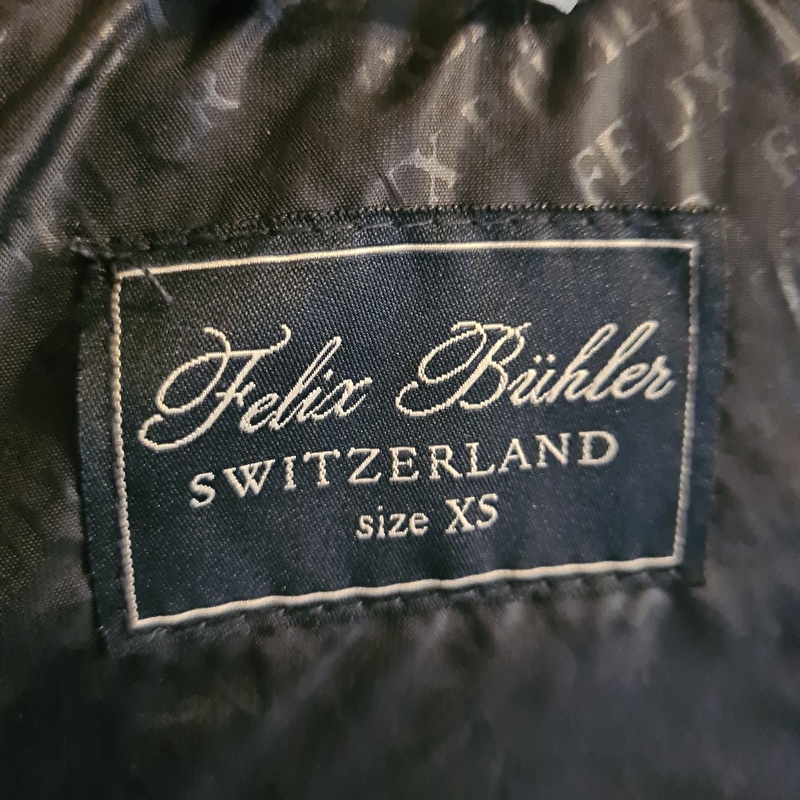 Felix Bühler
SWITZERLAND
size XS